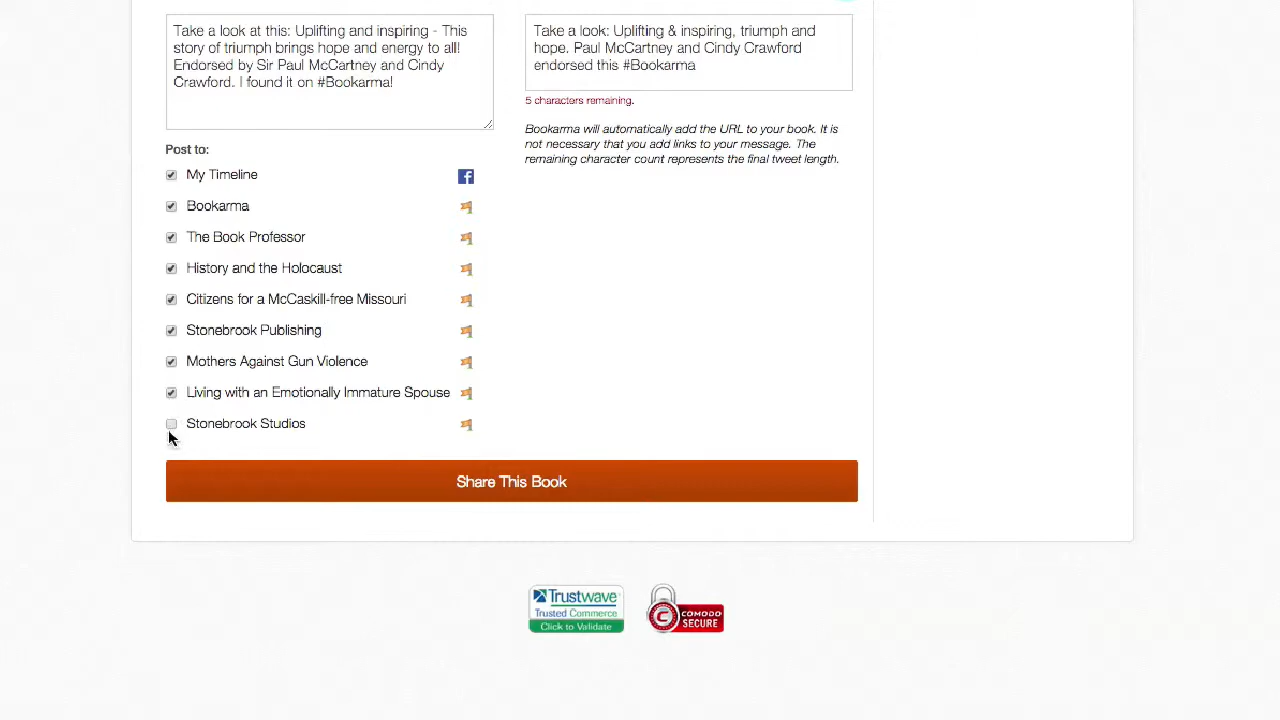 Take a look at this: Uplifting and inspiring - This
story of triumph brings hope and energy to all!
Endorsed by Sir Paul McCartney and Cindy
Crawford. I found it on #Bookarma!
Take a look: Uplifting & inspiring, triumph and
hope. Paul McCartney and Cindy Crawford
endorsed this #Bookarma
5 characters remaining.
Bookarma will automatically add the URL to your book. It is
not necessary that you add links to your message. The
remaining character count represents the final tweet length.
Post to:
My Timeline
Bookarma
The Book Professor
History and the Holocaust
Citizens for a McCaskill-free Missouri
Stonebrook Publishing
Mothers Against Gun Violence
Living with an Emotionally Immature Spouse
Stonebrook Studios
Share This Book
Trustwave
Trusted Commerce
Click to Validate
COMODO
SECURE